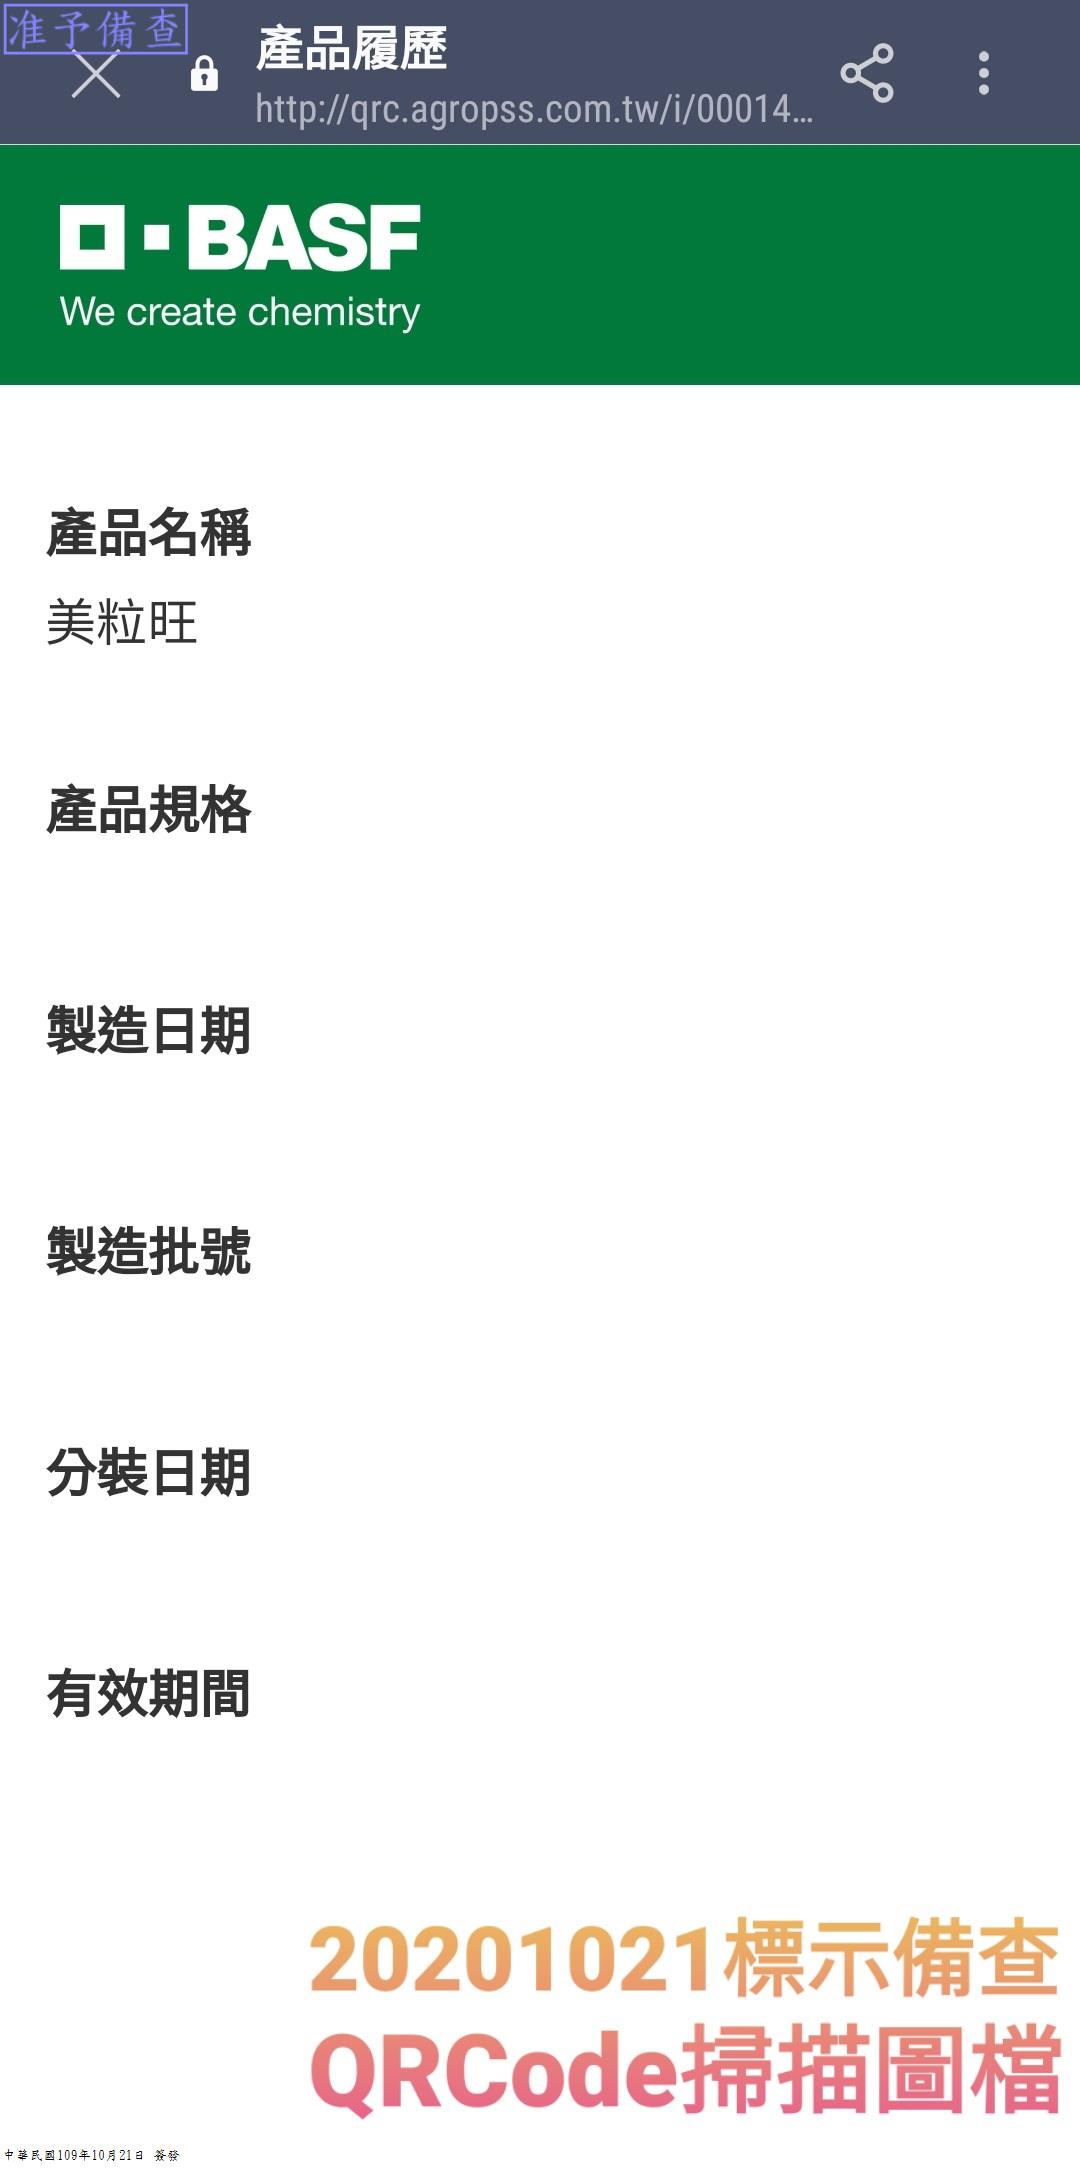 准予備查
產品履歷
http://qrc.agropss.com.tw/i/00014...
BASF
We create chemistry
產品名稱
美粒旺
產品規格
製造日期
製造批號
分裝日期
有效期間
20201021標示備查
QRCode掃描圖檔
中華民國109年10月21日 簽發